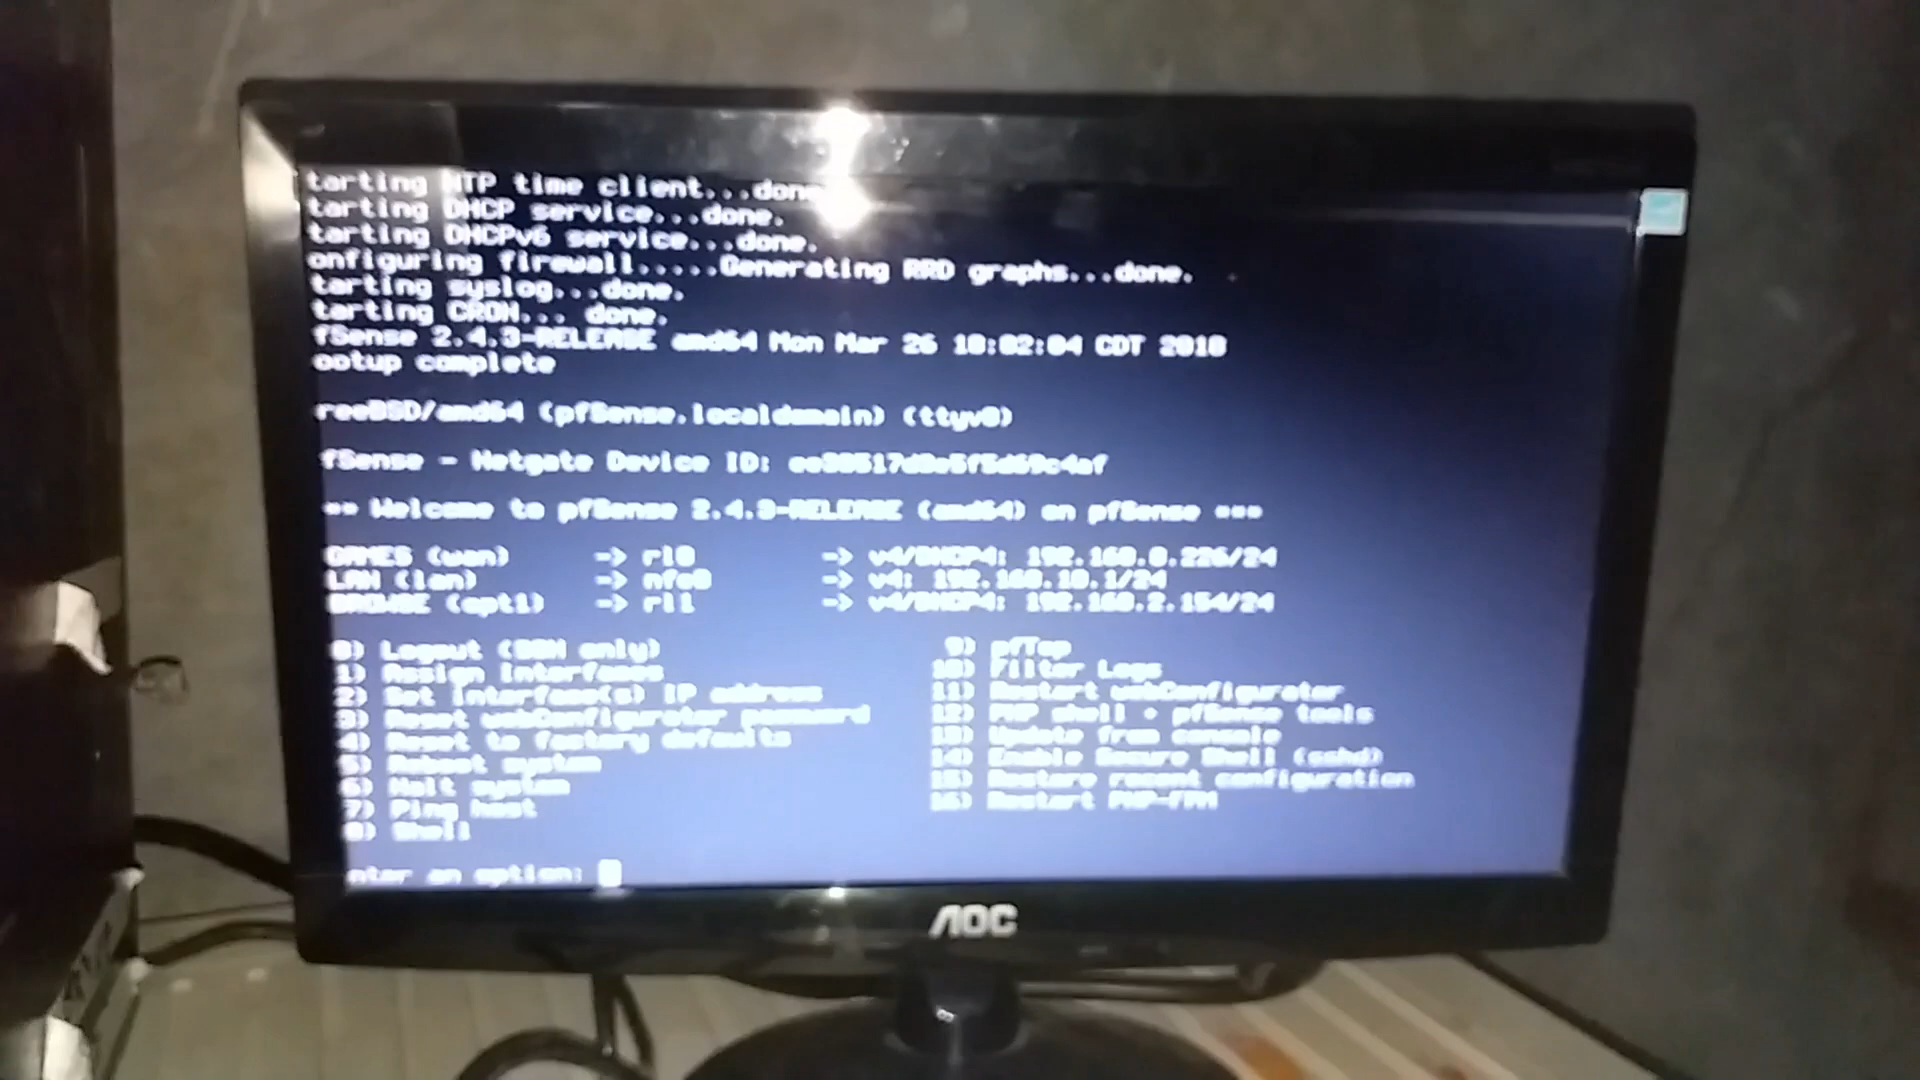 tarting NTP time client...done
tarting DHCP service...done.
tarting DHCPv6 service...done.
onfiguring firewall.....Generating RRD graphs...done.
tarting syslog...done.
tarting CRON... done.
fSense 2.4.3-RELEASE amd64 Mon Mar 26 18:02:04 CDT 2018
ootup complete
reeBSD/amd64 (pfSense.localdomain) (ttyv0)
fSense - Netgate Device ID:
** Welcome to pfSense 2.4.3-RELEASE (amd64) on pfSense ***
GAMES (wan) -> rl0 -> v4/DHCP4: 192.168.0.226/24
LAN (lan) -> nfe0 -> v4: 192.168.10.1/24
BROWSE (opt1) -> rl1 -> v4/DHCP4: 192.168.2.154/24
0) Logout (SSH only) 9) pfTop
1) Assign Interfaces 10) Filter Logs
2) Set interface(s) IP address 11) Restart webConfigurator
3) Reset webConfigurator password 12) PHP shell + pfSense tools
4) Reset to factory defaults 13) Update from console
5) Reboot system 14) Enable Secure Shell (sshd)
6) Halt system 15) Restore recent configuration
7) Ping host 16) Restart PHP-FPM
8) Shell
nter an option:
AOC